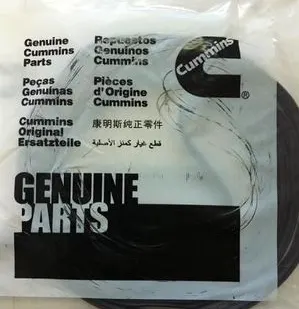 Genuine
Cummins
Parts
Repuestos
Genuinos
Cummins
Cummins
®
Peças
Genuinas
Cummins
Pièces
d'Origine
Cummins
Cummins
Original
Ersatzteile
康明斯纯正零件
قطع غيار كمنز الأصلية
GENUINE
PARTS